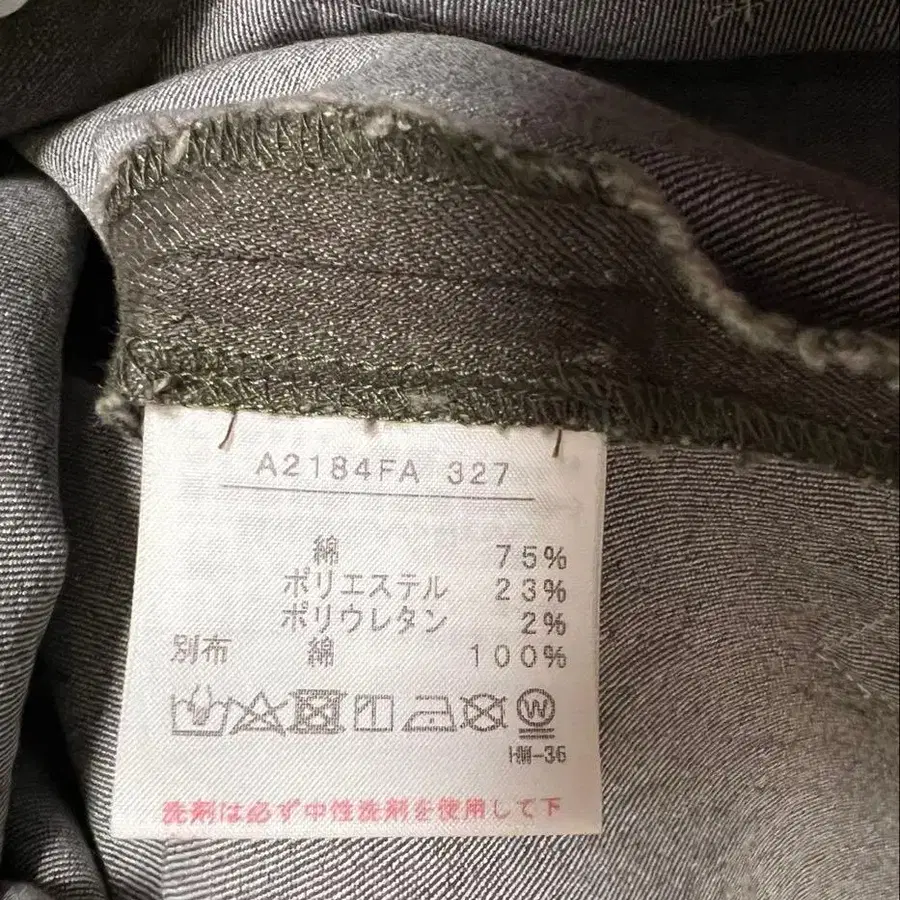 A2184FA 327
綿 75%
ポリエステル 23%
ポリウレタン 2%
別布 綿 100%
W
HM-36
洗剤は必ず中性洗剤を使用して下